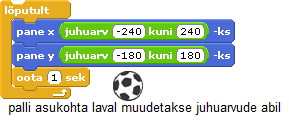 lõputult
pane x juhuarv -240 kuni 240 -ks
pane y juhuarv -180 kuni 180 -ks
oota 1 sek
palli asukohta laval muudetakse juhuarvude abil